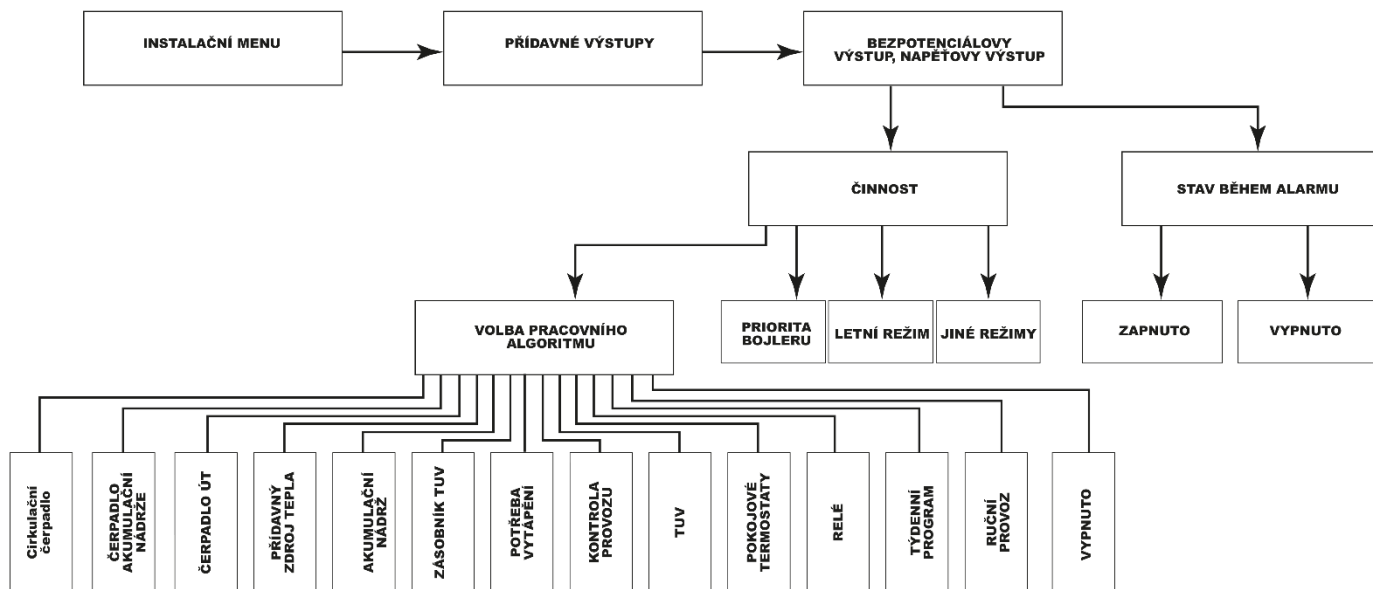 INSTALAČNÍ MENU
PŘÍDAVNÉ VÝSTUPY
BEZPOTENCIÁLOVY
VÝSTUP, NAPĚŤOVY VÝSTUP
ČINNOST
STAV BĚHEM ALARMU
VOLBA PRACOVNÍHO
ALGORITMU
PRIORITA
BOJLERU
LETNÍ REŽIM
JINÉ REŽIMY
ZAPNUTO
VYPNUTO
Cirkulační
čerpadlo
ČERPADLO
AKUMULAČNÍ
NÁDRŽE
ČERPADLO ÚT
PŘÍDAVNÝ
ZDROJ TEPLA
AKUMULAČNÍ
NÁDRŽ
ZÁSOBNÍK TUV
POTŘEBA
VYTÁPĚNÍ
KONTROLA
PROVOZU
TUV
POKOJOVÉ
TERMOSTATY
RELÉ
TÝDENNÍ
PROGRAM
RUČNÍ
PROVOZ
VYPNUTO